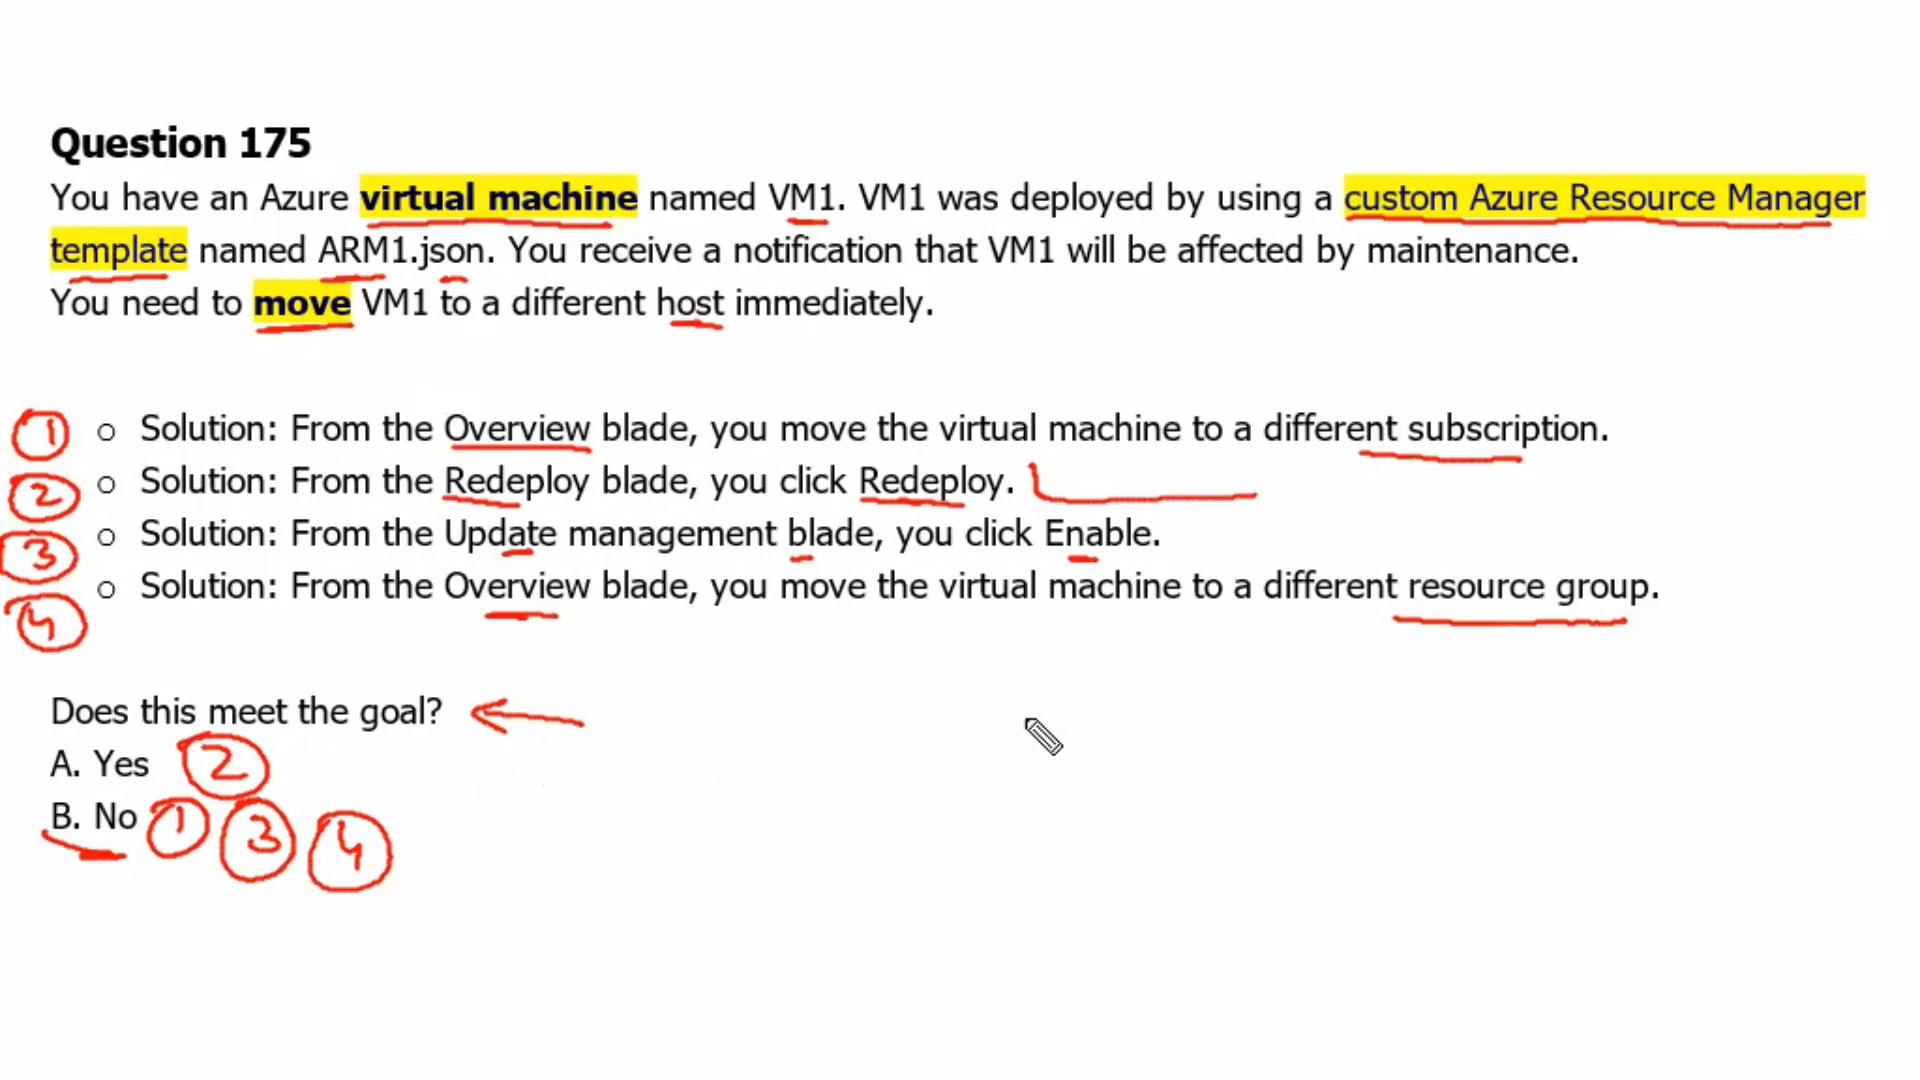 Question 175
You have an Azure virtual machine named VM1. VM1 was deployed by using a custom Azure Resource Manager
template named ARM1.json. You receive a notification that VM1 will be affected by maintenance.
You need to move VM1 to a different host immediately.
1 o Solution: From the Overview blade, you move the virtual machine to a different subscription.
2 o Solution: From the Redeploy blade, you click Redeploy.
3 o Solution: From the Update management blade, you click Enable.
4 o Solution: From the Overview blade, you move the virtual machine to a different resource group.
Does this meet the goal?
A. Yes 2
B. No 1 3 4